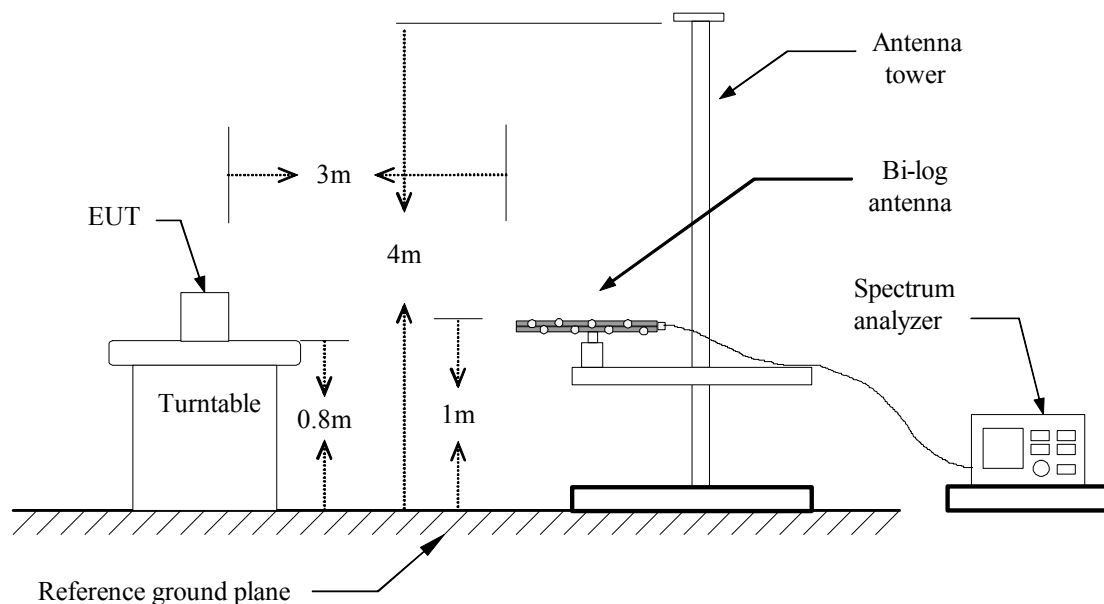 Antenna
tower
3m
Bi-log
antenna
EUT
4m
Spectrum
analyzer
Turntable
0.8m
1m
Reference ground plane